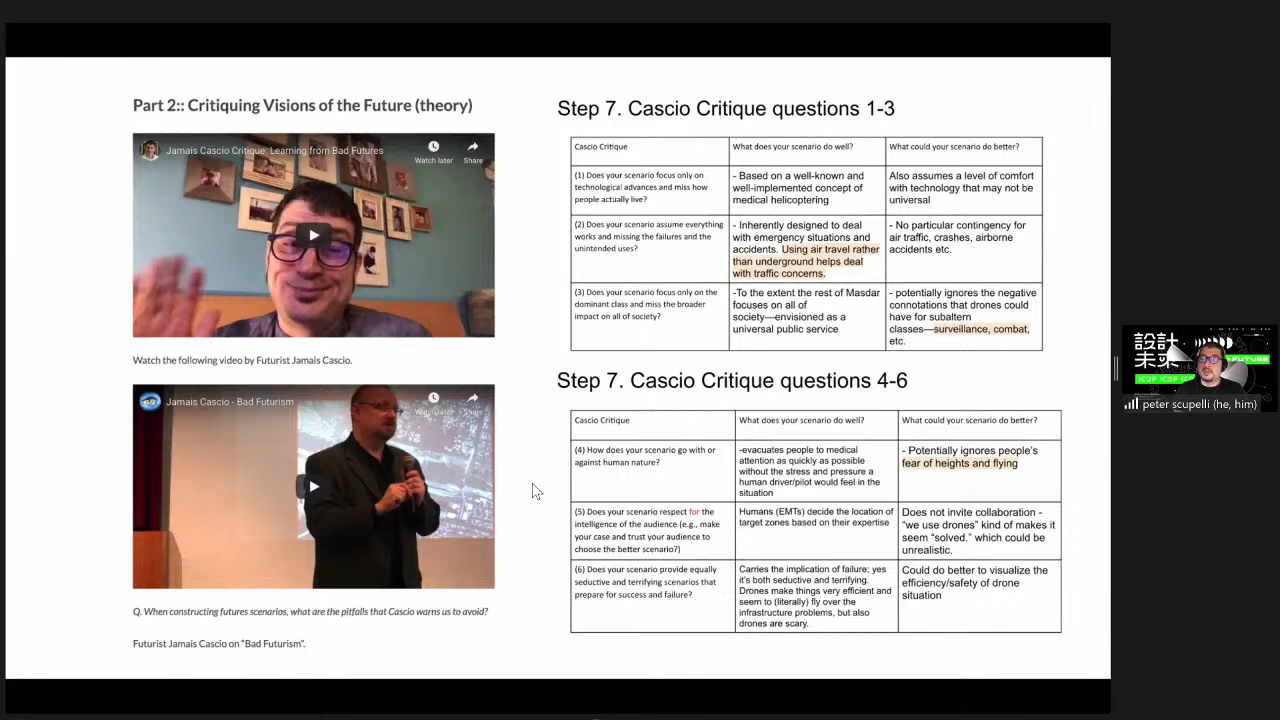 Part 2:: Critiquing Visions of the Future (theory)
Jamais Cascio Critique: Learning from Bad Futures
Watch later
Share
Watch the following video by Futurist Jamais Cascio.
Jamais Cascio - Bad Futurism
Watch later
Share
Q. When constructing futures scenarios, what are the pitfalls that Cascio warns us to avoid?
Futurist Jamais Cascio on “Bad Futurism”.
Step 7. Cascio Critique questions 1-3
Cascio Critique
What does your scenario do well?
What could your scenario do better?
(1) Does your scenario focus only on
technological advances and miss how
people actually live?
- Based on a well-known and
well-implemented concept of
medical helicoptering
Also assumes a level of comfort
with technology that may not be
universal
(2) Does your scenario assume everything
works and missing the failures and the
unintended uses?
- Inherently designed to deal
with emergency situations and
accidents. Using air travel rather
than underground helps deal
with traffic concerns.
- No particular contingency for
air traffic, crashes, airborne
accidents etc.
(3) Does your scenario focus only on the
dominant class and miss the broader
impact on all of society?
-To the extent the rest of Masdar
focuses on all of
society—envisioned as a
universal public service
- potentially ignores the negative
connotations that drones could
have for subaltern
classes—surveillance, combat,
etc.
Step 7. Cascio Critique questions 4-6
Cascio Critique
What does your scenario do well?
What could your scenario do better?
(4) How does your scenario go with or
against human nature?
-evacuates people to medical
attention as quickly as possible
without the stress and pressure a
human driver/pilot would feel in the
situation
- Potentially ignores people’s
fear of heights and flying
(5) Does your scenario respect for the
intelligence of the audience (e.g., make
your case and trust your audience to
choose the better scenario?)
Humans (EMTs) decide the location of
target zones based on their expertise
Does not invite collaboration -
“we use drones” kind of makes it
seem “solved.” which could be
unrealistic.
(6) Does your scenario provide equally
seductive and terrifying scenarios that
prepare for success and failure?
Carries the implication of failure; yes
it’s both seductive and terrifying.
Drones make things very efficient and
seem to (literally) fly over the
infrastructure problems, but also
drones are scary.
Could do better to visualize the
efficiency/safety of drone
situation
設計
未来
peter scupelli (he, him)